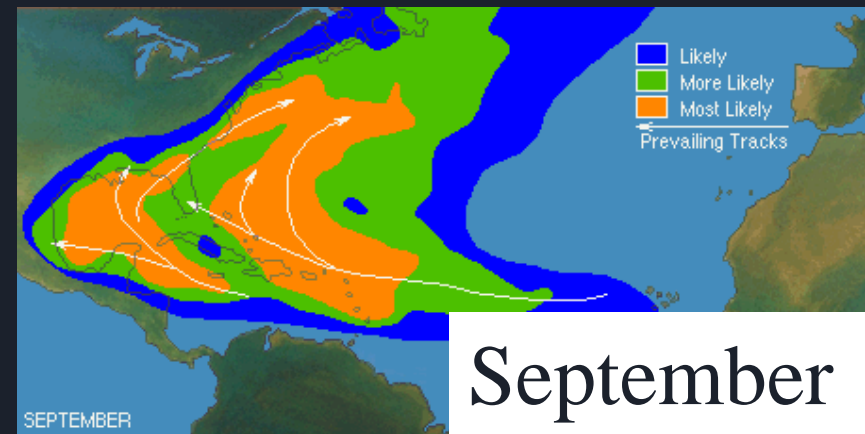 Likely
More Likely
Most Likely
Prevailing Tracks
September
SEPTEMBER